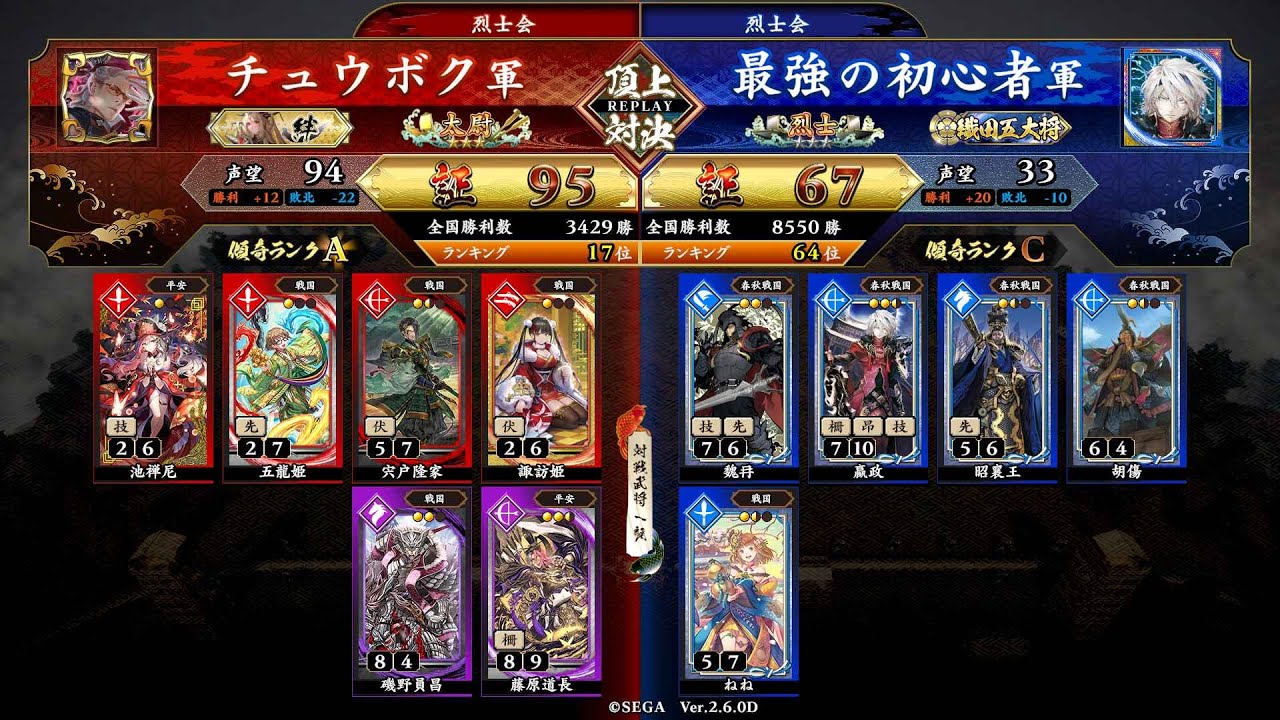 烈士会
烈士会
チュウボク軍
頂上
REPLAY
対決
最強の初心者軍
絆
大尉
烈士
織田五大将
声望 94
勝利 +12 敗北 -22
証 95
証 67
声望 33
勝利 +20 敗北 -10
全国勝利数 3429勝
全国勝利数 8550勝
ランキング 17位
ランキング 64位
傾奇ランクA
傾奇ランクC
平安
技
2 6
池禅尼
戦国
先
2 7
五龍姫
戦国
伏
5 7
宍戸隆家
戦国
伏
2 6
諏訪姫
春秋戦国
技 先
7 6
魏冄
春秋戦国
柵 昂 技
7 10
嬴政
春秋戦国
先
5 6
昭襄王
春秋戦国
6 4
胡傷
対戦武将一覧
戦国
8 4
磯野員昌
平安
柵
8 9
藤原道長
戦国
5 7
ねね
©SEGA Ver.2.6.0D